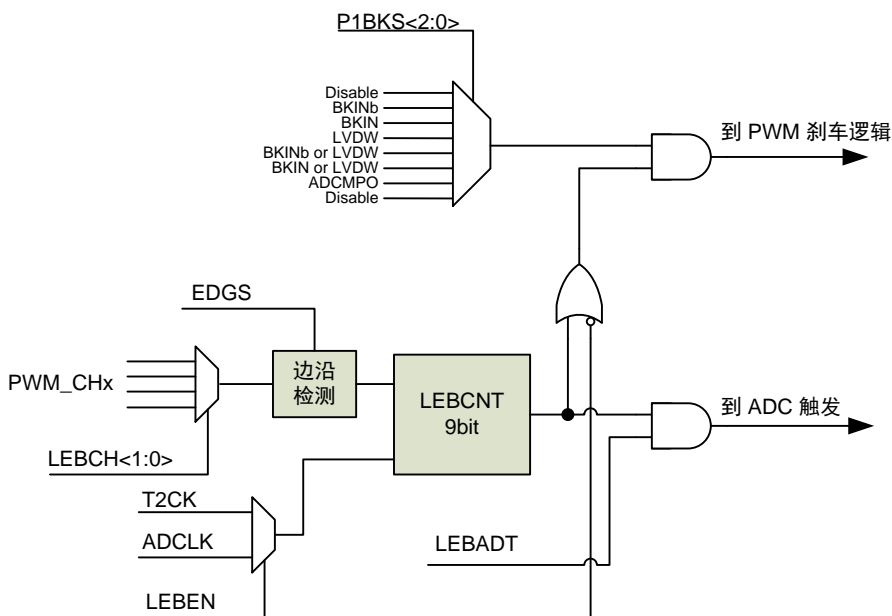 P1BKS<2:0>
Disable
BKINb
BKIN
LVDW
BKINb or LVDW
BKIN or LVDW
ADCMPO
Disable
到 PWM 刹车逻辑
EDGS
PWM_CHx
边沿
检测
LEBCNT
9bit
到 ADC 触发
LEBCH<1:0>
T2CK
ADCLK
LEBADT
LEBEN